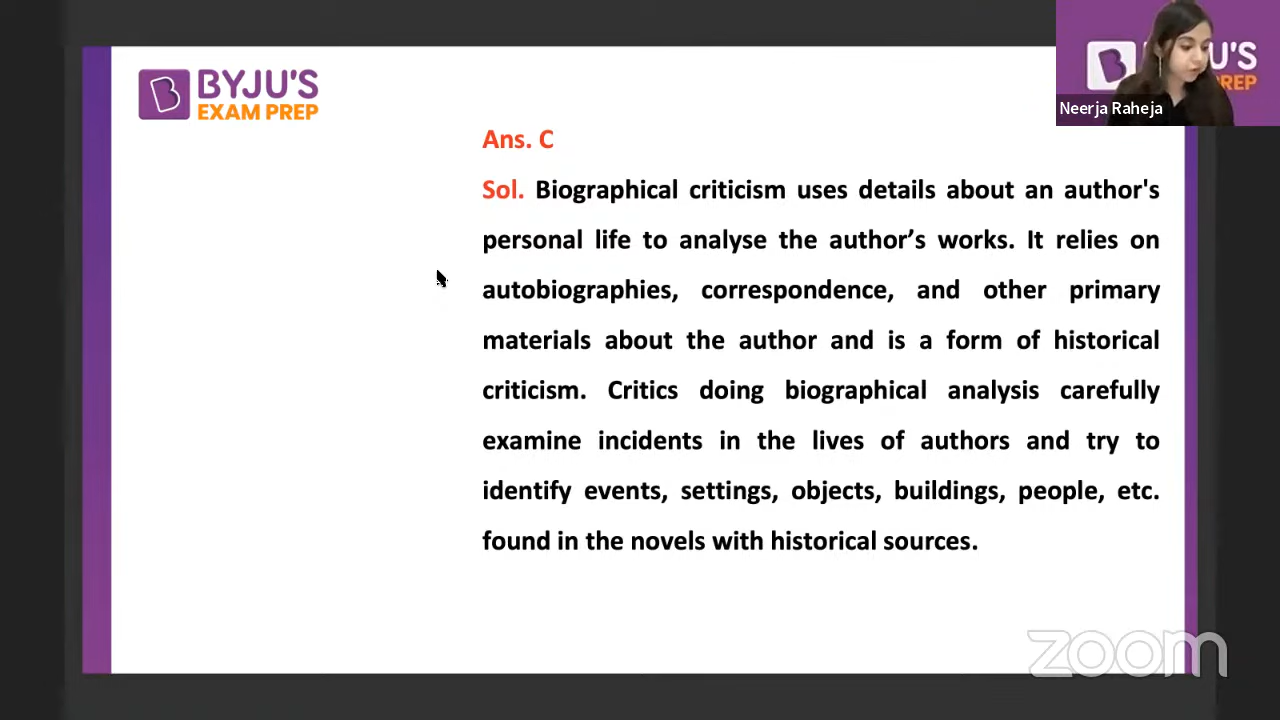 BYJU'S
EXAM PREP
U'S
REP
Neerja Raheja
Ans. C
Sol. Biographical criticism uses details about an author's
personal life to analyse the author’s works. It relies on
autobiographies, correspondence, and other primary
materials about the author and is a form of historical
criticism. Critics doing biographical analysis carefully
examine incidents in the lives of authors and try to
identify events, settings, objects, buildings, people, etc.
found in the novels with historical sources.
zoom